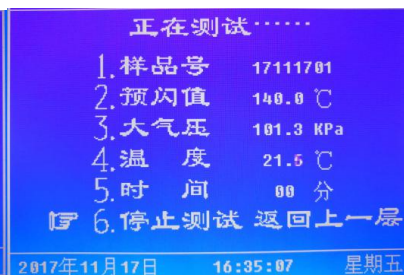 正在测试······
1.样品号 17111701
2.预闪值 140.0 ℃
3.大气压 101.3 KPa
4.温 度 21.5 ℃
5.时 间 00 分
☞ 6.停止测试 返回上一层
2017年11月17日 16:35:07 星期五